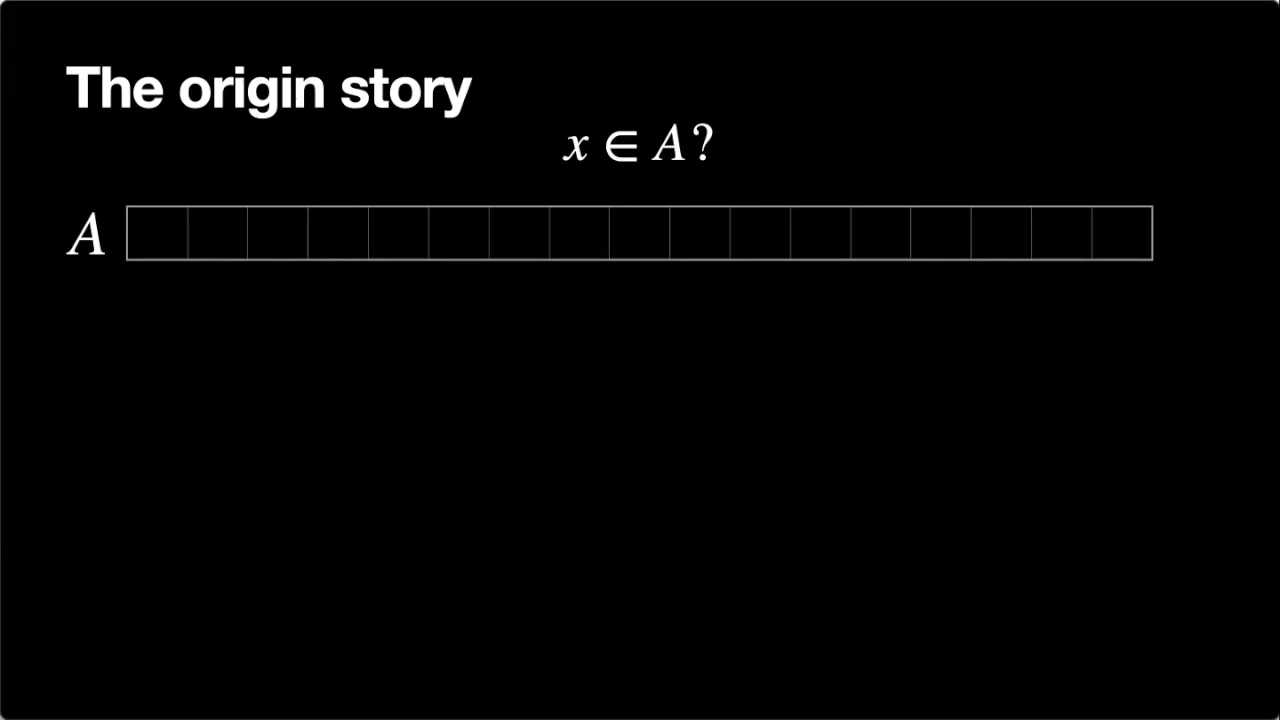 The origin story
x ∈ A?
A